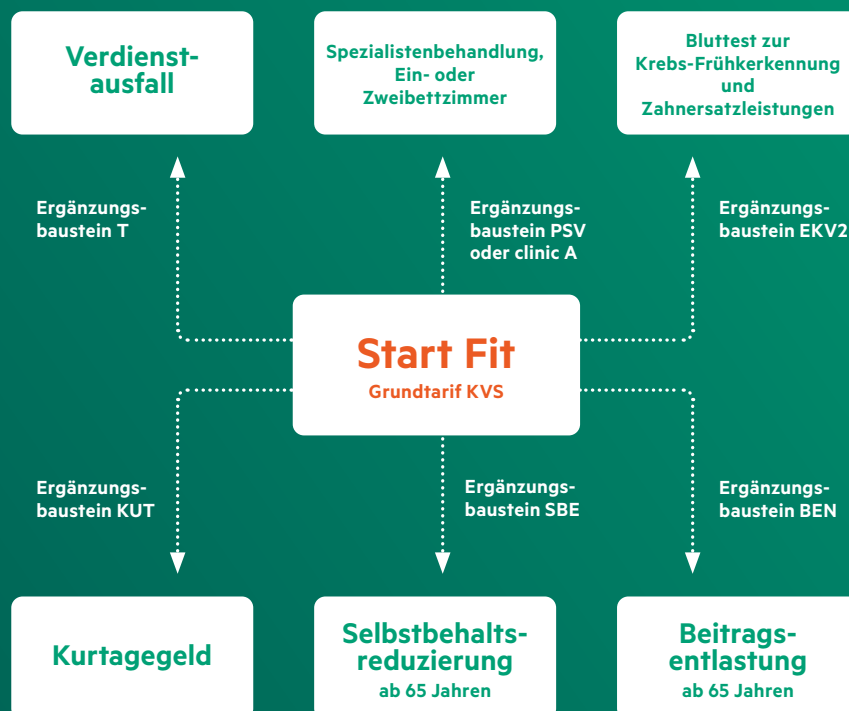 Verdienst-
ausfall
Spezialistenbehandlung,
Ein- oder
Zweibettzimmer
Bluttest zur
Krebs-Frühkerkennung
und
Zahnersatzleistungen
Ergänzungs-
baustein T
Ergänzungs-
baustein PSV
oder clinic A
Ergänzungs-
baustein EKV2
Start Fit
Grundtarif KVS
Ergänzungs-
baustein KUT
Ergänzungs-
baustein SBE
Ergänzungs-
baustein BEN
Kurtagegeld
Selbstbehalts-
reduzierung
ab 65 Jahren
Beitrags-
entlastung
ab 65 Jahren